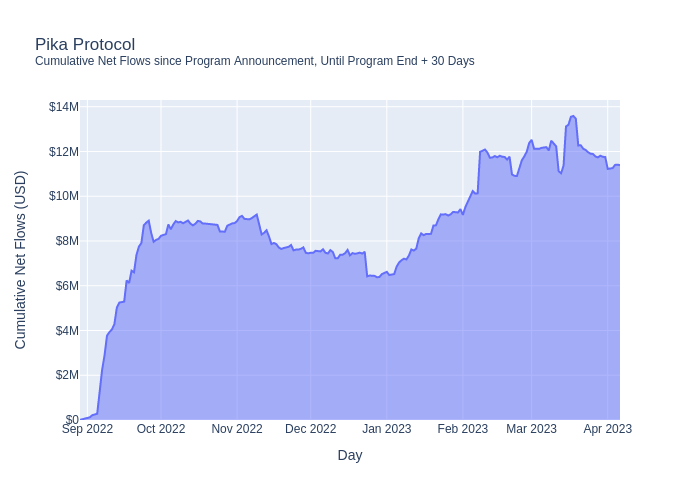 Pika Protocol
Cumulative Net Flows since Program Announcement, Until Program End + 30 Days
$14M
$12M
$10M
$8M
$6M
$4M
$2M
$0
Cumulative Net Flows (USD)
Sep 2022 Oct 2022 Nov 2022 Dec 2022 Jan 2023 Feb 2023 Mar 2023 Apr 2023
Day